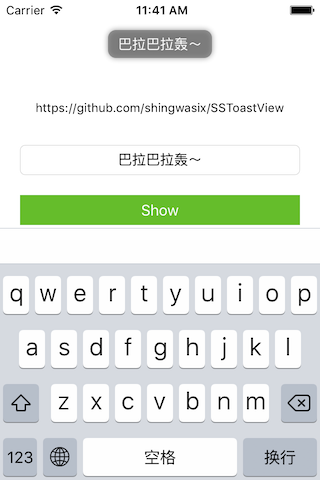 Carrier 11:41 AM
巴拉巴拉轰～
https://github.com/shingwasix/SSToastView
巴拉巴拉轰～
Show
q w e r t y u i o p
a s d f g h j k l
z x c v b n m
123 空格 换行